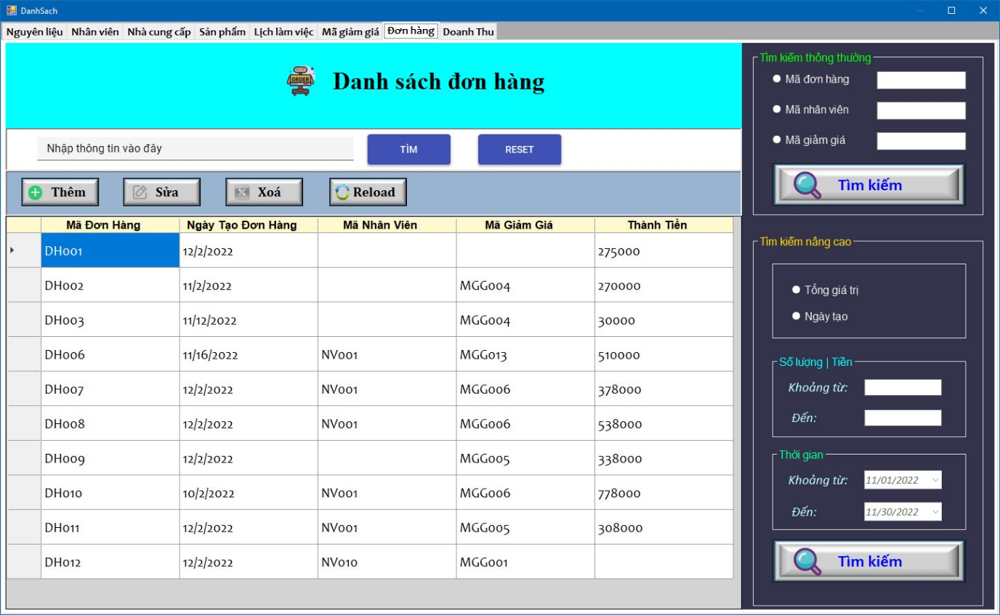 DanhSach
Nguyên liệu Nhân viên Nhà cung cấp Sản phẩm Lịch làm việc Mã giảm giá Đơn hàng Doanh Thu
ORDER
Danh sách đơn hàng
Nhập thông tin vào đây TÌM RESET
Thêm Sửa Xoá Reload
Mã Đơn Hàng Ngày Tạo Đơn Hàng Mã Nhân Viên Mã Giảm Giá Thành Tiền
DH001 12/2/2022 275000
DH002 11/2/2022 MGG004 270000
DH003 11/12/2022 MGG004 30000
DH006 11/16/2022 NV001 MGG013 510000
DH007 12/2/2022 NV001 MGG006 378000
DH008 12/2/2022 NV001 MGG006 538000
DH009 12/2/2022 MGG005 338000
DH010 10/2/2022 NV001 MGG006 778000
DH011 12/2/2022 NV001 MGG005 308000
DH012 12/2/2022 NV010 MGG001
Tìm kiếm thông thường
Mã đơn hàng
Mã nhân viên
Mã giảm giá
Tìm kiếm
Tìm kiếm nâng cao
Tổng giá trị
Ngày tạo
Số lượng | Tiền
Khoảng từ:
Đến:
Thời gian
Khoảng từ: 11/01/2022
Đến: 11/30/2022
Tìm kiếm